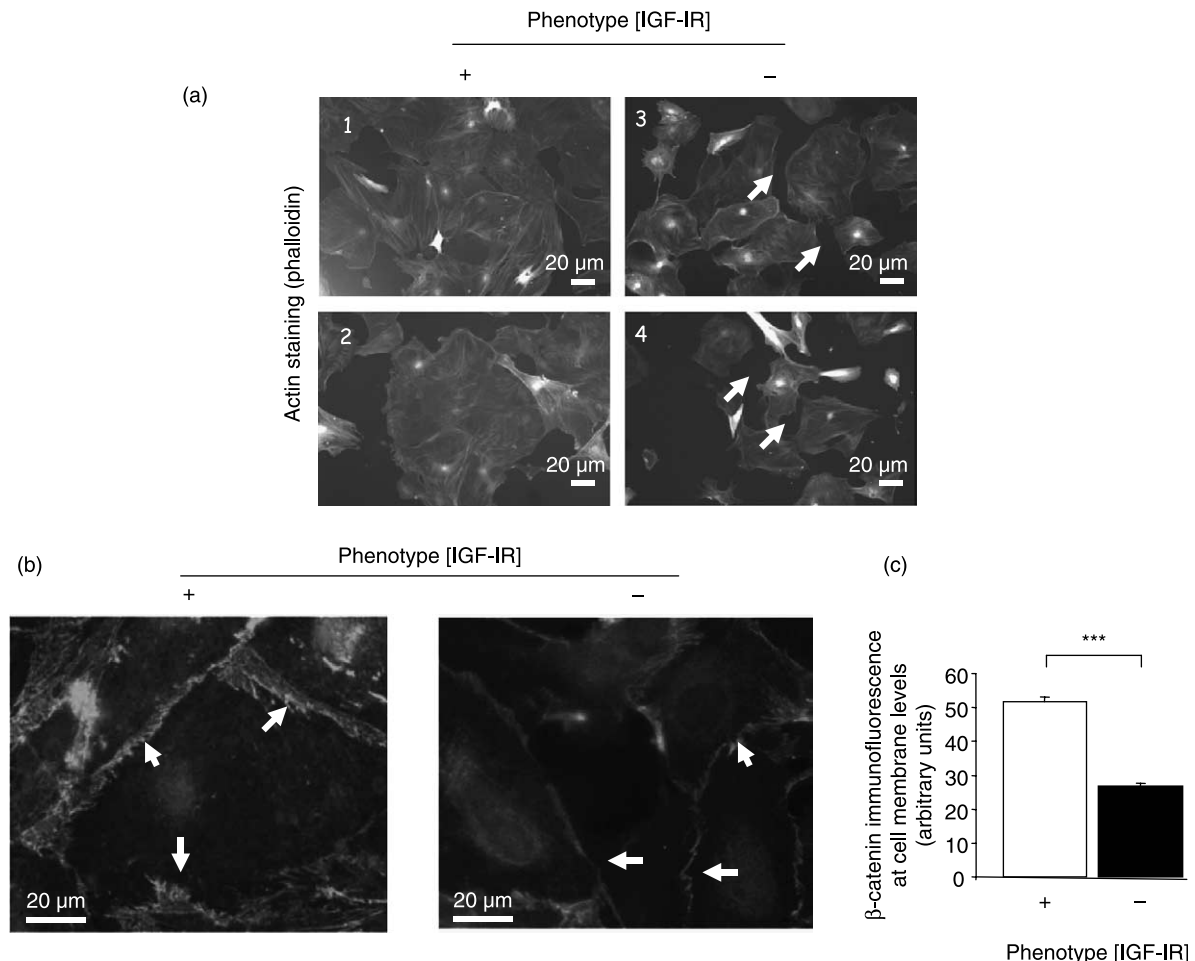 Phenotype [IGF-IR]
+ –
(a)
Actin staining (phalloidin)
1
20 µm
3
20 µm
2
20 µm
4
20 µm
(b)
Phenotype [IGF-IR]
+ –
20 µm
20 µm
(c)
β-catenin immunofluorescence
at cell membrane levels
(arbitrary units)
***
60
50
40
30
20
10
0
+ –
Phenotype [IGF-IR]